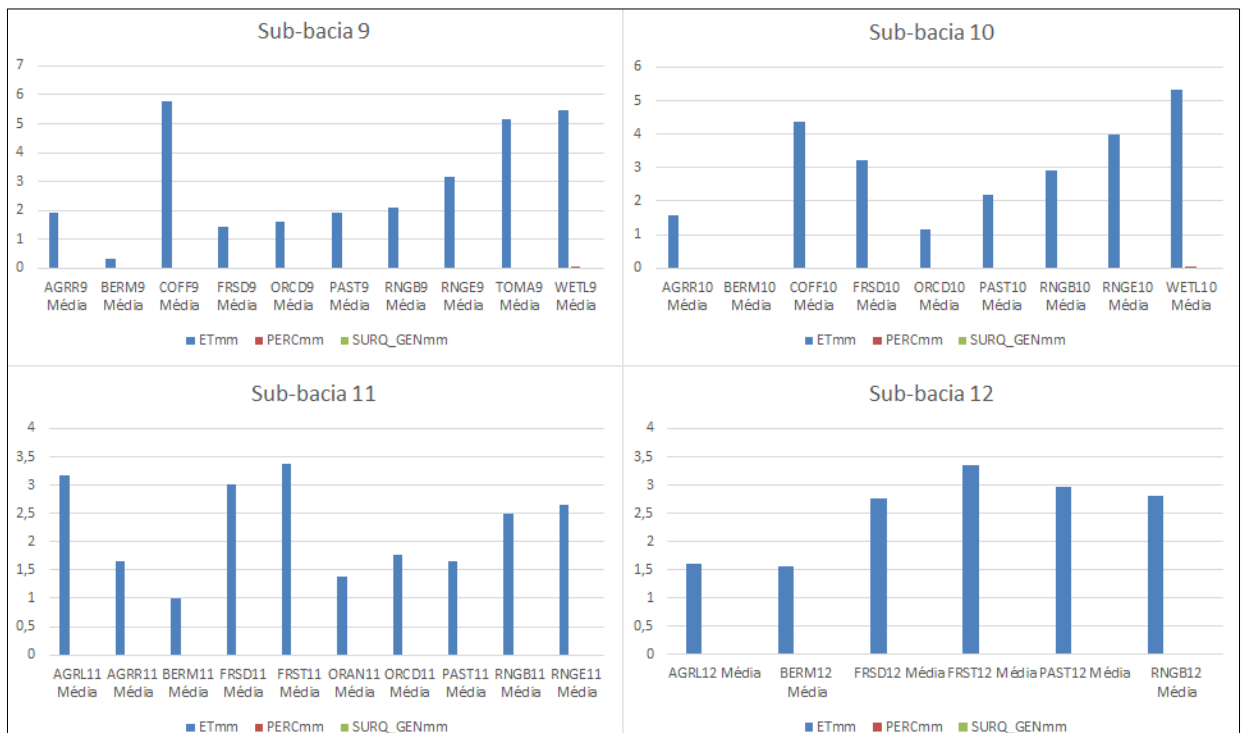 Sub-bacia 9
7
6
5
4
3
2
1
0
AGRR9 BERM9 COFF9 FRSD9 ORCD9 PAST9 RNGB9 RNGE9 TOMA9 WETL9
Média Média Média Média Média Média Média Média Média Média
ETmm PERCmm SURQ_GENmm
Sub-bacia 10
6
5
4
3
2
1
0
AGRR10 BERM10 COFF10 FRSD10 ORCD10 PAST10 RNGB10 RNGE10 WETL10
Média Média Média Média Média Média Média Média Média
ETmm PERCmm SURQ_GENmm
Sub-bacia 11
4
3,5
3
2,5
2
1,5
1
0,5
0
AGRL11 AGRR11 BERM11 FRSD11 FRST11 ORAN11 ORCD11 PAST11 RNGB11 RNGE11
Média Média Média Média Média Média Média Média Média Média
ETmm PERCmm SURQ_GENmm
Sub-bacia 12
4
3,5
3
2,5
2
1,5
1
0,5
0
AGRL12 Média BERM12 FRSD12 Média FRST12 Média PAST12 Média RNGB12
Média Média
ETmm PERCmm SURQ_GENmm